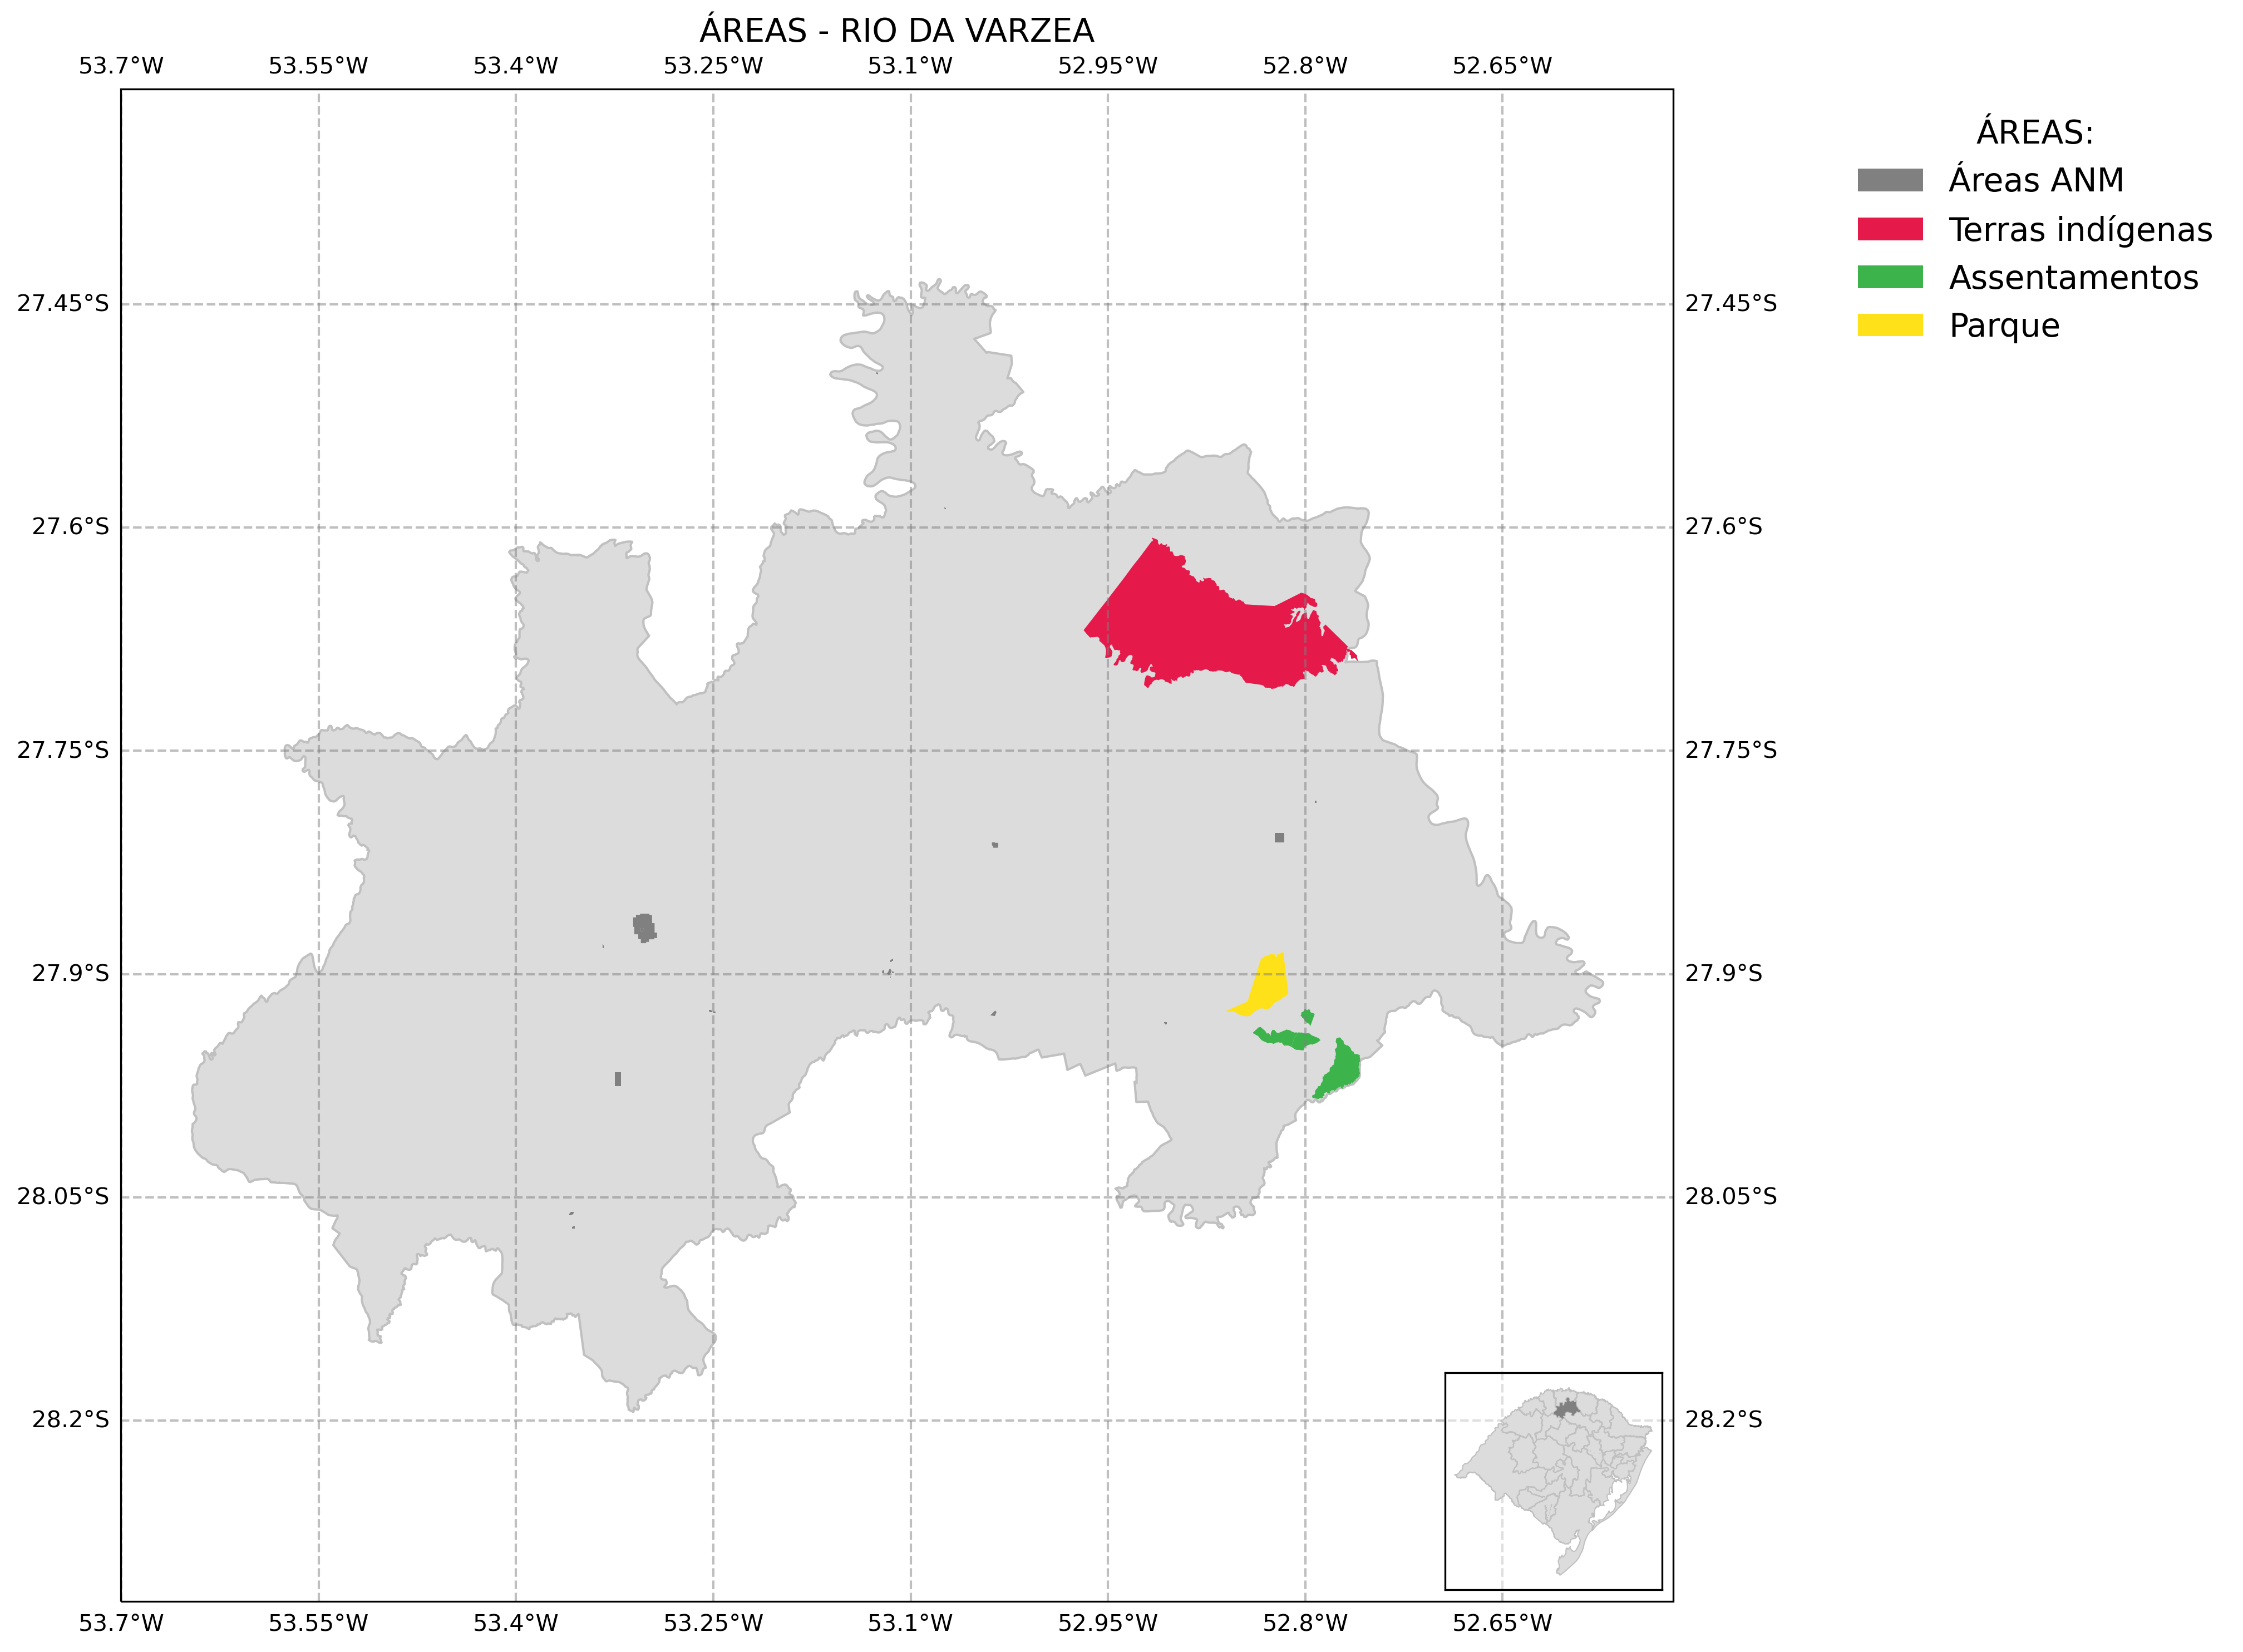 ÁREAS - RIO DA VARZEA
53.7°W 53.55°W 53.4°W 53.25°W 53.1°W 52.95°W 52.8°W 52.65°W
ÁREAS:
Áreas ANM
Terras indígenas
Assentamentos
Parque
27.45°S 27.45°S
27.6°S 27.6°S
27.75°S 27.75°S
27.9°S 27.9°S
28.05°S 28.05°S
28.2°S 28.2°S
53.7°W 53.55°W 53.4°W 53.25°W 53.1°W 52.95°W 52.8°W 52.65°W